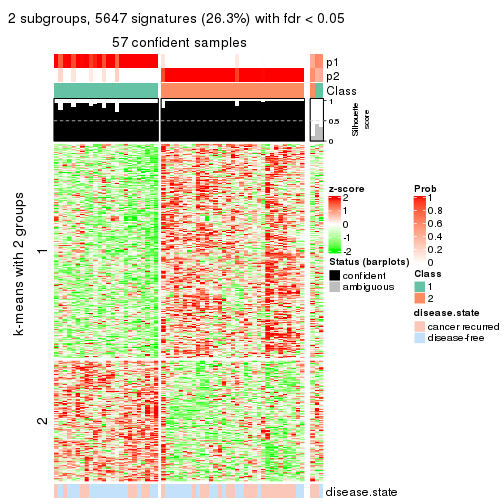 2 subgroups, 5647 signatures (26.3%) with fdr < 0.05
57 confident samples
p1
p2
Class
1
0.5
0
Silhouette
score
k-means with 2 groups
1
2
disease.state
z-score
2
1
0
-1
-2
Status (barplots)
confident
ambiguous
Prob
1
0.8
0.6
0.4
0.2
0
Class
1
2
disease.state
cancer recurred
disease-free